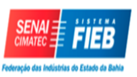 SENAI
CIMATEC
SISTEMA
FIEB
Federação das Indústrias do Estado da Bahia